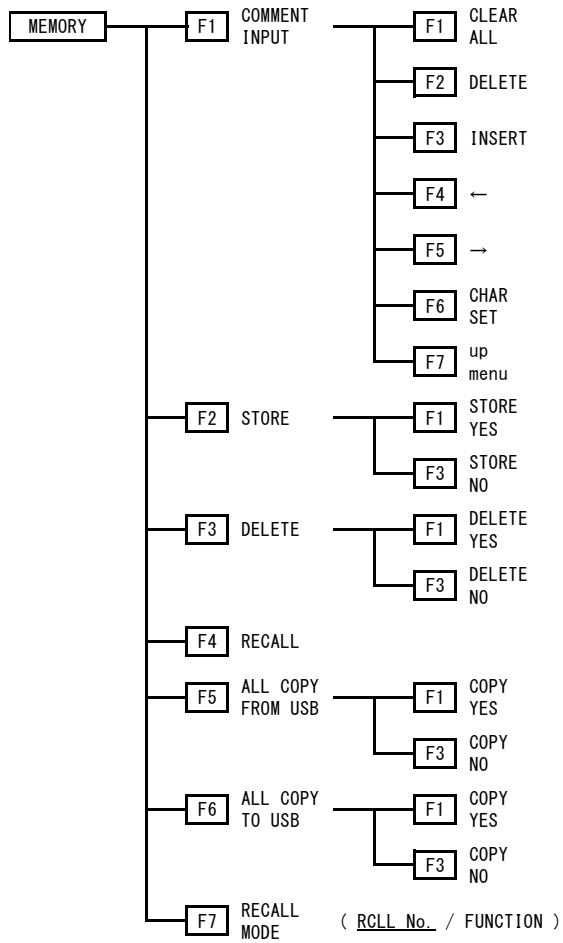 MEMORY
F1
COMMENT
INPUT
F1
CLEAR
ALL
F2
DELETE
F3
INSERT
F4
←
F5
→
F6
CHAR
SET
F7
up
menu
F2
STORE
F1
STORE
YES
F3
STORE
NO
F3
DELETE
F1
DELETE
YES
F3
DELETE
NO
F4
RECALL
F5
ALL COPY
FROM USB
F1
COPY
YES
F3
COPY
NO
F6
ALL COPY
TO USB
F1
COPY
YES
F3
COPY
NO
F7
RECALL
MODE
( RCLL No. / FUNCTION )